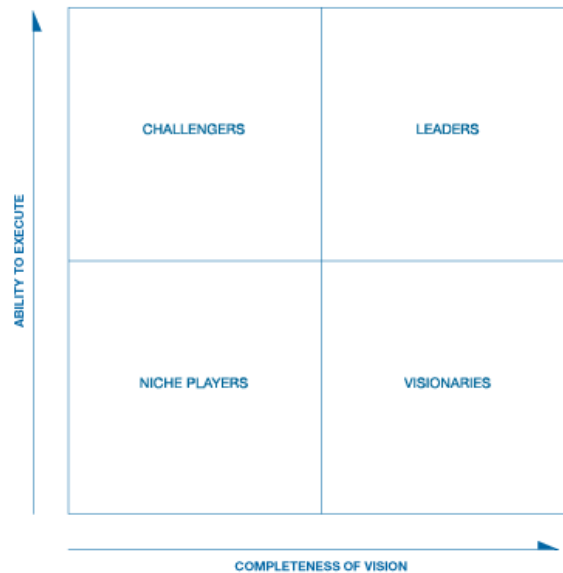 CHALLENGERS
LEADERS
ABILITY TO EXECUTE
NICHE PLAYERS
VISIONARIES
COMPLETENESS OF VISION